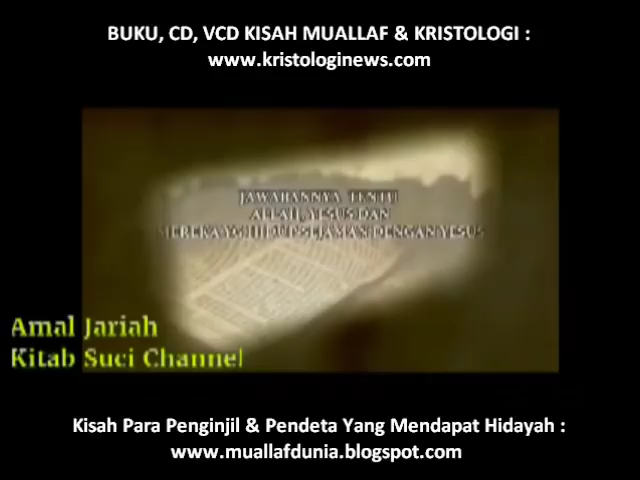 BUKU, CD, VCD KISAH MUALLAF & KRISTOLOGI :
www.kristologinews.com
JAWABANNYA TENTU
ALLAH, YESUS DAN
MEREKA YG HIDUP SEJAMAN DENGAN YESUS
Amal Jariah
Kitab Suci Channel
Kisah Para Penginjil & Pendeta Yang Mendapat Hidayah :
www.muallafdunia.blogspot.com